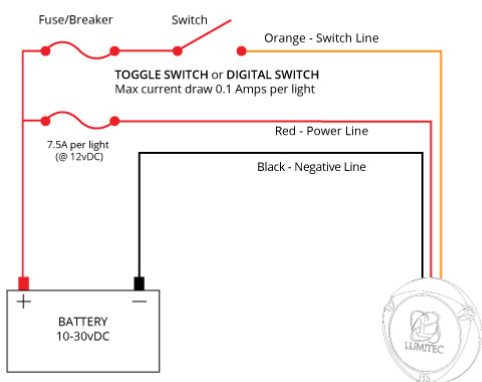 Fuse/Breaker
Switch
Orange - Switch Line
TOGGLE SWITCH or DIGITAL SWITCH
Max current draw 0.1 Amps per light
Red - Power Line
7.5A per light
(@ 12vDC)
Black - Negative Line
+
−
BATTERY
10-30vDC
LUMITEC